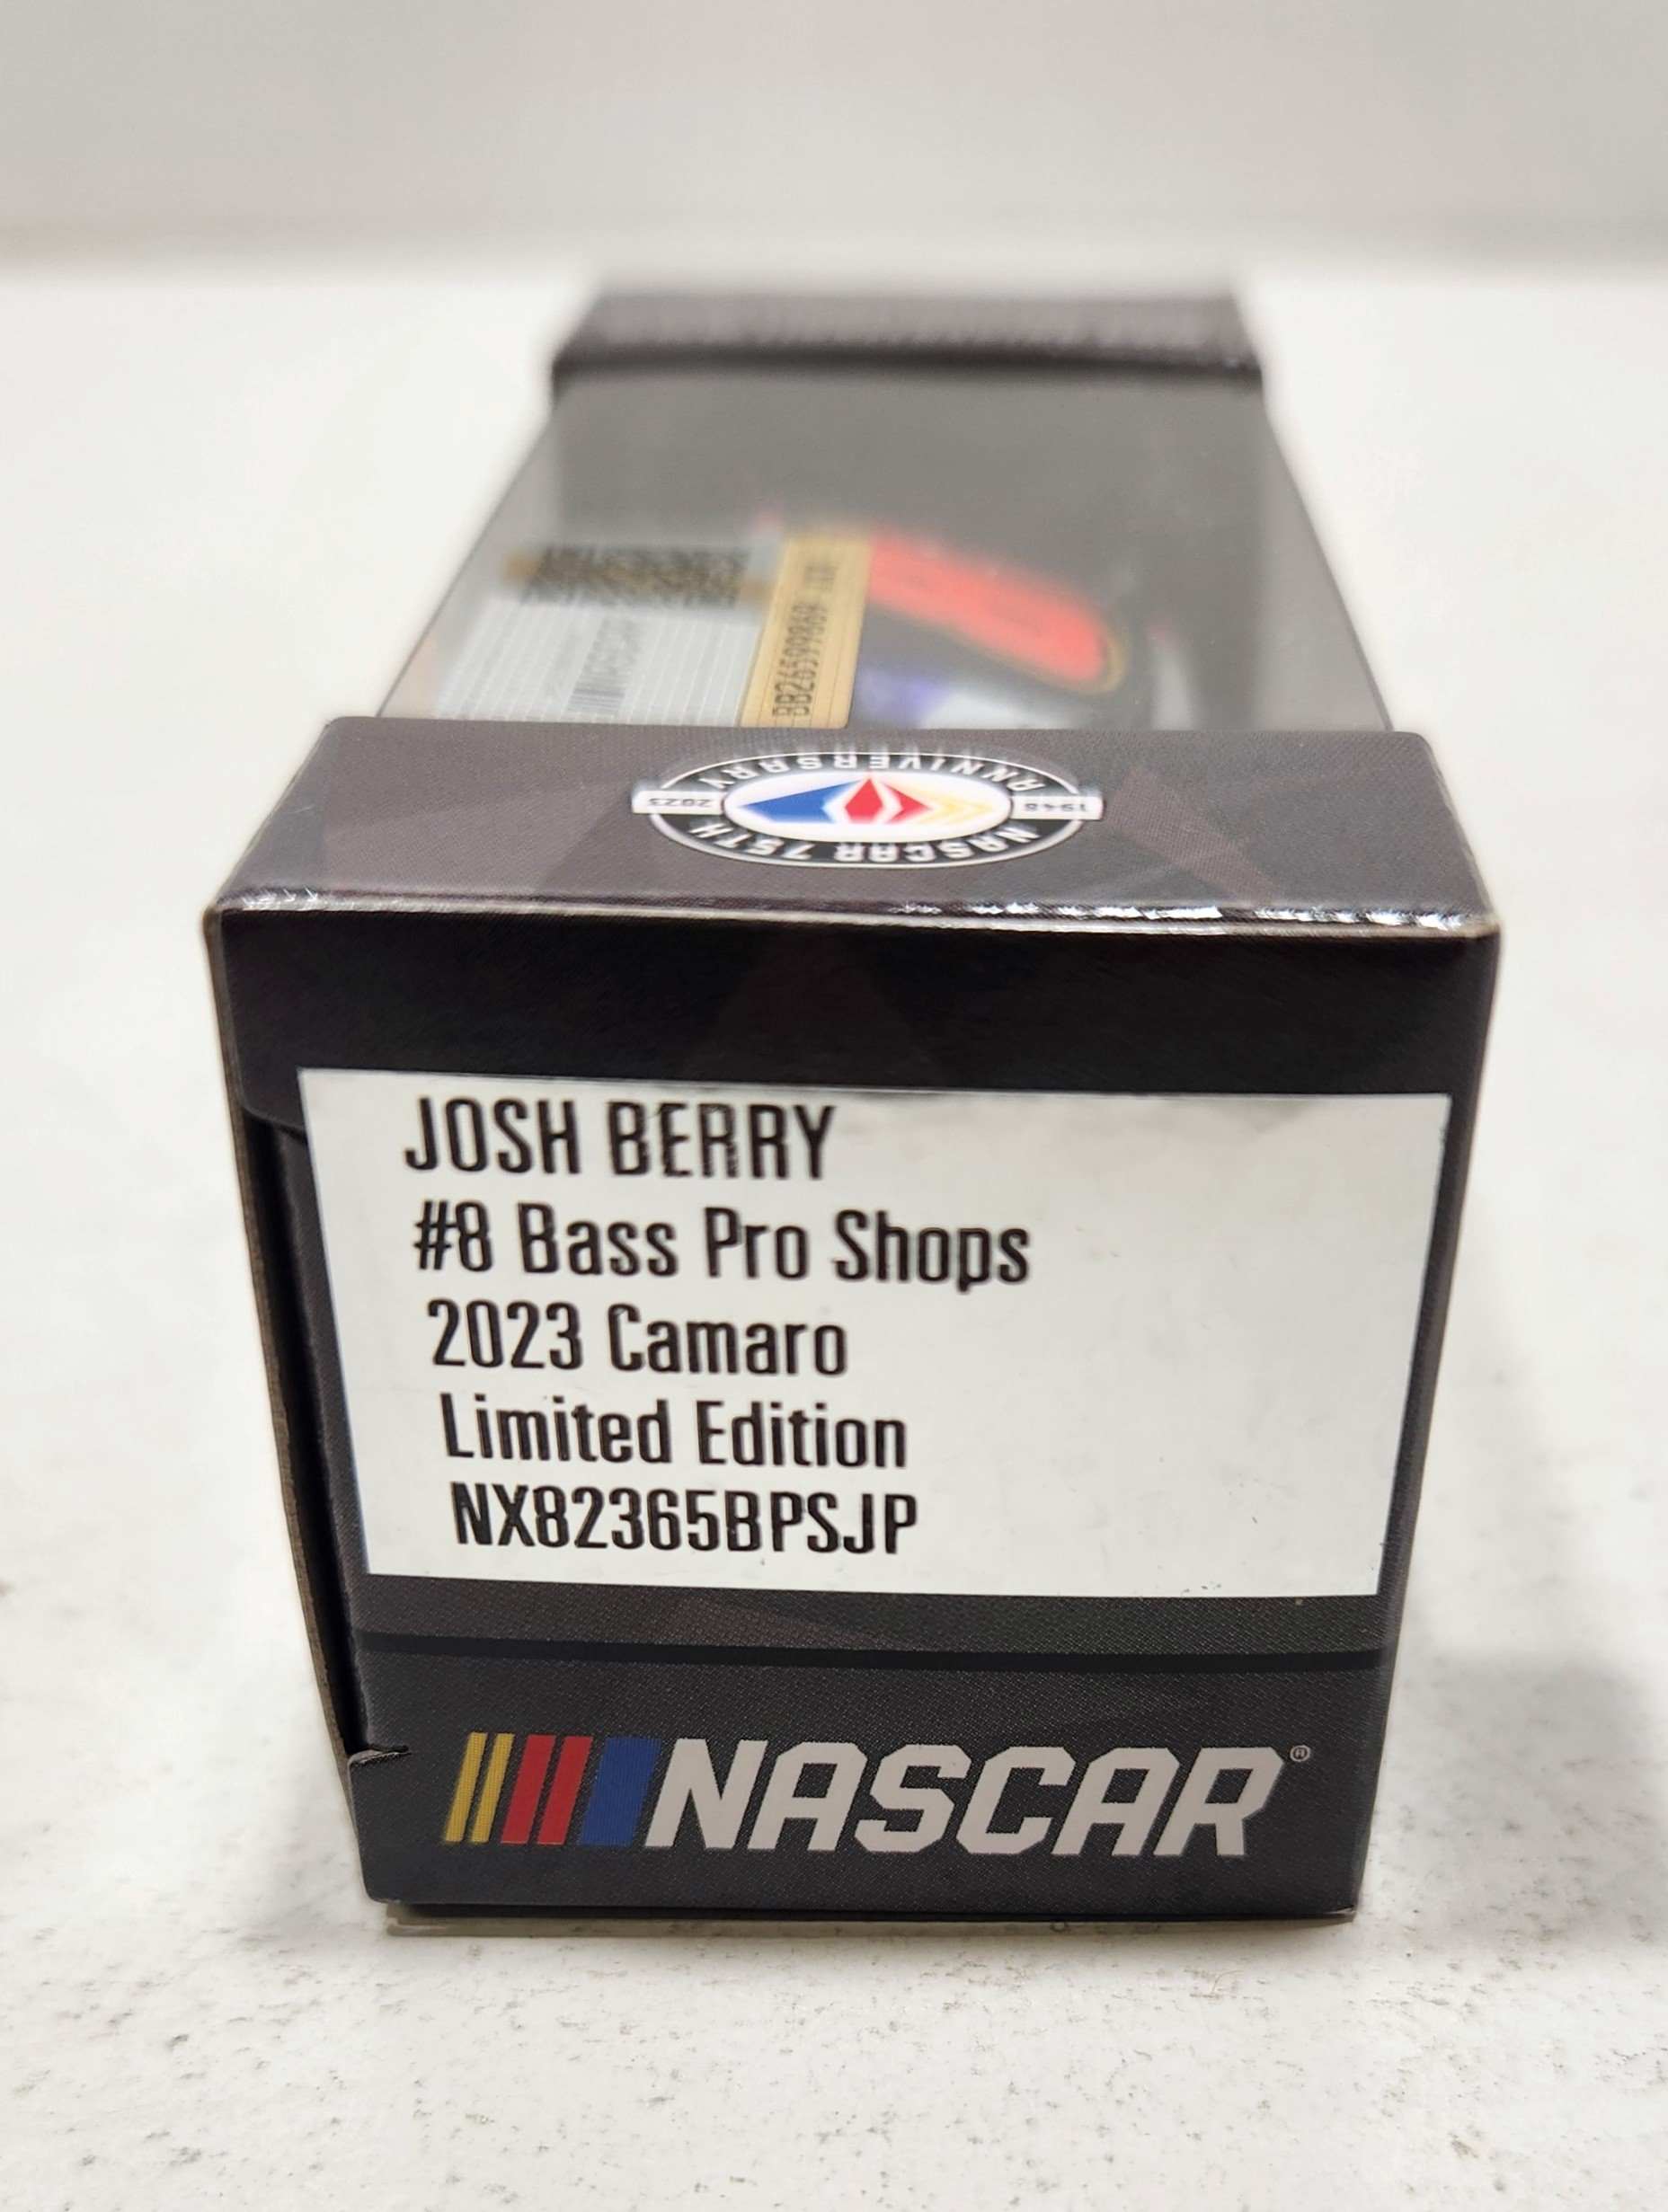 NASCAR 75TH ANNIVERSARY
1948 2023
JOSH BERRY
#8 Bass Pro Shops
2023 Camaro
Limited Edition
NX82365BPSJP
NASCAR®